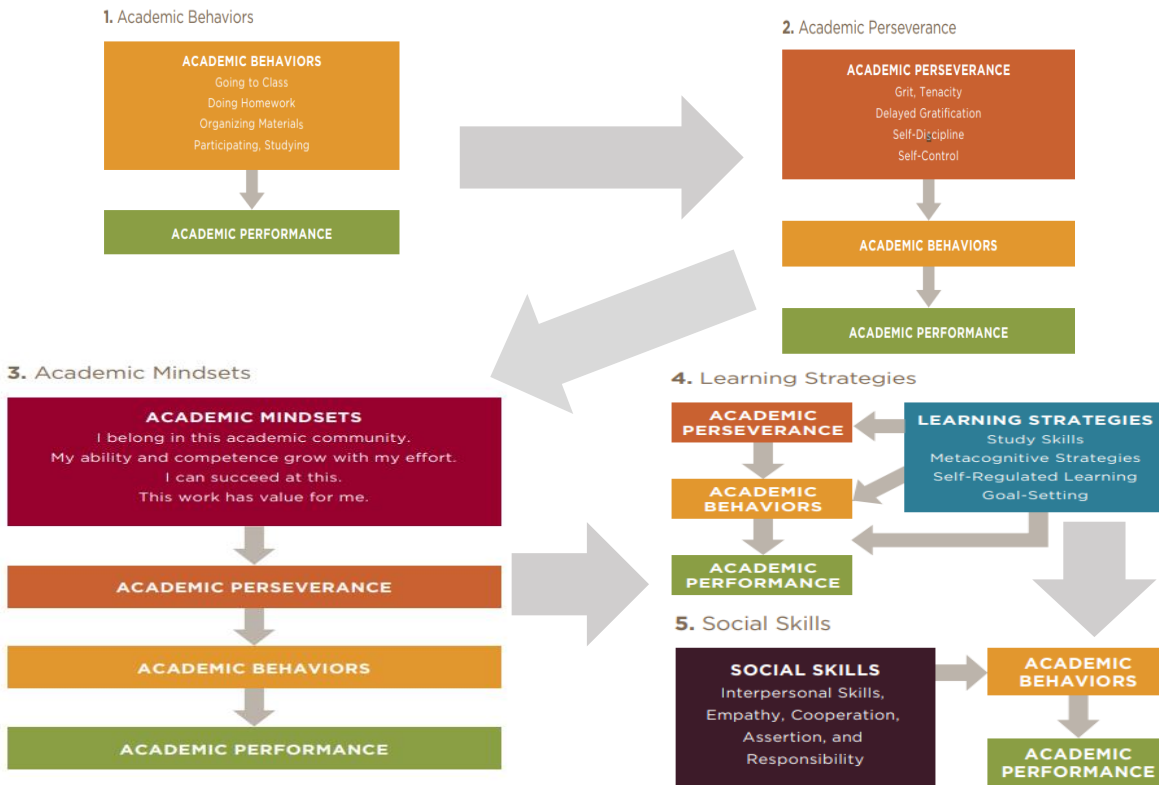 1. Academic Behaviors
ACADEMIC BEHAVIORS
Going to Class
Doing Homework
Organizing Materials
Participating, Studying
ACADEMIC PERFORMANCE
2. Academic Perseverance
ACADEMIC PERSEVERANCE
Grit, Tenacity
Delayed Gratification
Self-Discipline
Self-Control
ACADEMIC BEHAVIORS
ACADEMIC PERFORMANCE
3. Academic Mindsets
ACADEMIC MINDSETS
I belong in this academic community.
My ability and competence grow with my effort.
I can succeed at this.
This work has value for me.
ACADEMIC PERSEVERANCE
ACADEMIC BEHAVIORS
ACADEMIC PERFORMANCE
4. Learning Strategies
ACADEMIC
PERSEVERANCE
ACADEMIC
BEHAVIORS
ACADEMIC
PERFORMANCE
LEARNING STRATEGIES
Study Skills
Metacognitive Strategies
Self-Regulated Learning
Goal-Setting
5. Social Skills
SOCIAL SKILLS
Interpersonal Skills,
Empathy, Cooperation,
Assertion, and
Responsibility
ACADEMIC
BEHAVIORS
ACADEMIC
PERFORMANCE